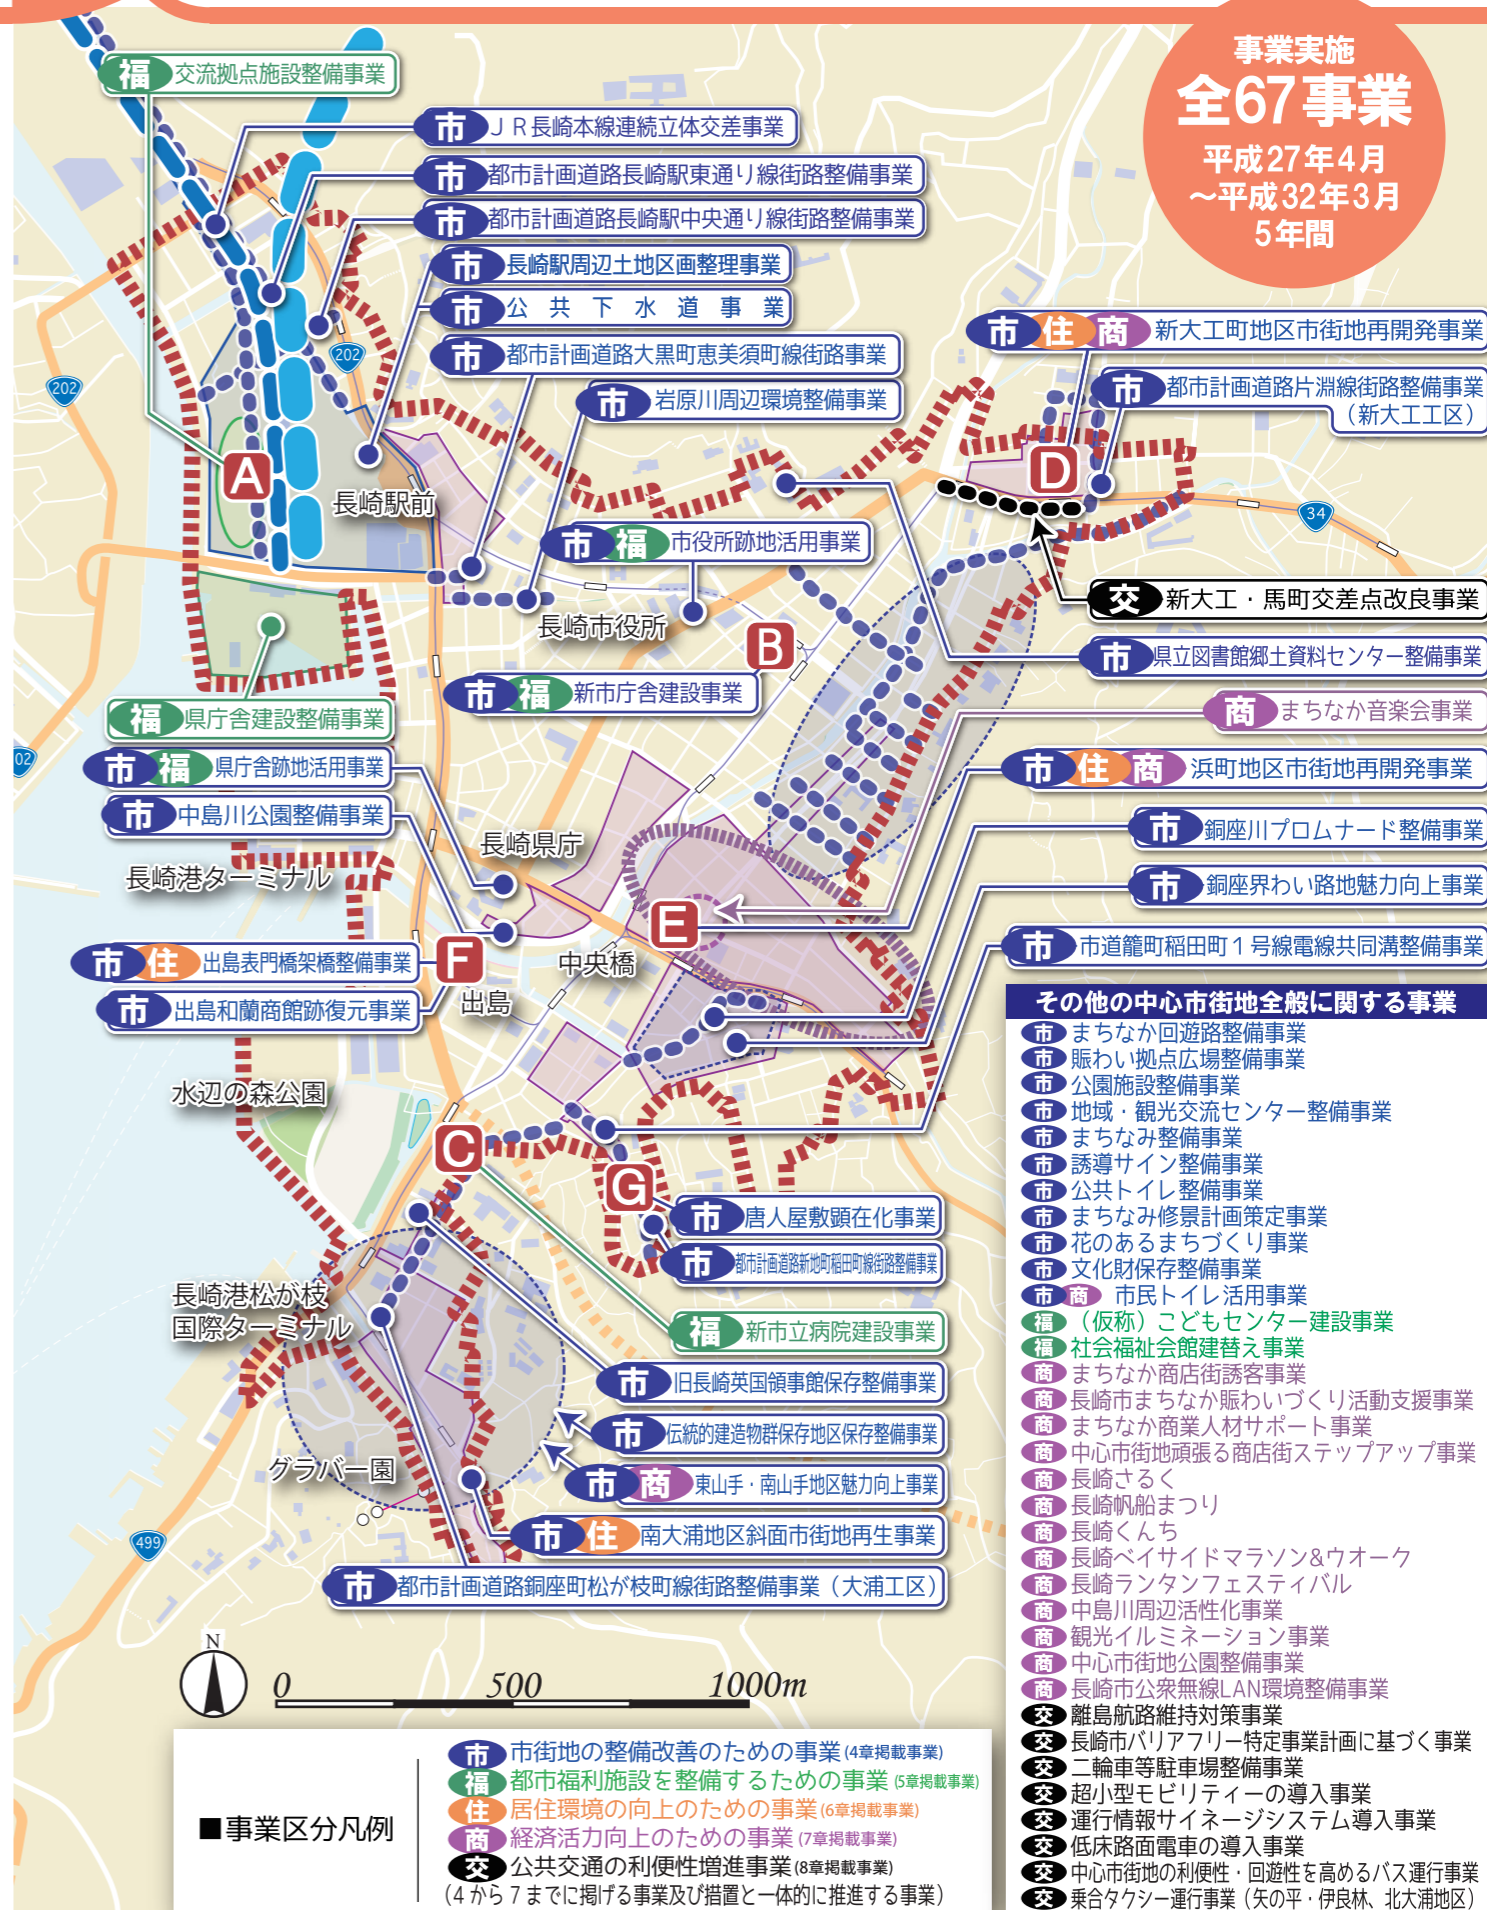 事業実施
全67事業
平成27年4月
～平成32年3月
5年間
福 交流拠点施設整備事業
市 JR長崎本線連続立体交差事業
市 都市計画道路長崎駅東通り線街路整備事業
市 都市計画道路長崎駅中央通り線街路整備事業
市 長崎駅周辺土地区画整理事業
市 公共下水道事業
市 都市計画道路大黒町恵美須町線街路事業
市 岩原川周辺環境整備事業
市 住 商 新大工町地区市街地再開発事業
市 都市計画道路片淵線街路整備事業
（新大工工区）
202
202
A
D
34
長崎駅前
市 福 市役所跡地活用事業
交 新大工・馬町交差点改良事業
長崎市役所
B
市 県立図書館郷土資料センター整備事業
市 福 新市庁舎建設事業
商 まちなか音楽会事業
福 県庁舎建設整備事業
02
市 福 県庁舎跡地活用事業
市 住 商 浜町地区市街地再開発事業
市 中島川公園整備事業
市 銅座川プロムナード整備事業
長崎県庁
長崎港ターミナル
市 銅座界わい路地魅力向上事業
E
市 住 出島表門橋架橋整備事業
F
中央橋
市 市道籠町稲田町1号線電線共同溝整備事業
市 出島和蘭商館跡復元事業
出島
水辺の森公園
C
G
市 唐人屋敷顕在化事業
市 都市計画道路新地町稲田町線街路整備事業
長崎港松が枝
国際ターミナル
福 新市立病院建設事業
市 旧長崎英国領事館保存整備事業
市 伝統的建造物群保存地区保存整備事業
グラバー園
市 商 東山手・南山手地区魅力向上事業
499
市 住 南大浦地区斜面市街地再生事業
市 都市計画道路銅座町松が枝町線街路整備事業（大浦工区）
N
0 500 1000m
■事業区分凡例
市 市街地の整備改善のための事業 (4章掲載事業)
福 都市福利施設を整備するための事業 (5章掲載事業)
住 居住環境の向上のための事業 (6章掲載事業)
商 経済活力向上のための事業 (7章掲載事業)
交 公共交通の利便性増進事業 (8章掲載事業)
（4から7までに掲げる事業及び措置と一体的に推進する事業）
その他の中心市街地全般に関する事業
市 まちなか回遊路整備事業
市 賑わい拠点広場整備事業
市 公園施設整備事業
市 地域・観光交流センター整備事業
市 まちなみ整備事業
市 誘導サイン整備事業
市 公共トイレ整備事業
市 まちなみ修景計画策定事業
市 花のあるまちづくり事業
市 文化財保存整備事業
市 商 市民トイレ活用事業
福 （仮称）こどもセンター建設事業
福 社会福祉会館建替え事業
商 まちなか商店街誘客事業
商 長崎市まちなか賑わいづくり活動支援事業
商 まちなか商業人材サポート事業
商 中心市街地頑張る商店街ステップアップ事業
商 長崎さるく
商 長崎帆船まつり
商 長崎くんち
商 長崎ベイサイドマラソン&ウオーク
商 長崎ランタンフェスティバル
商 中島川周辺活性化事業
商 観光イルミネーション事業
商 中心市街地公園整備事業
商 長崎市公衆無線LAN環境整備事業
交 離島航路維持対策事業
交 長崎市バリアフリー特定事業計画に基づく事業
交 二輪車等駐車場整備事業
交 超小型モビリティーの導入事業
交 運行情報サイネージシステム導入事業
交 低床路面電車の導入事業
交 中心市街地の利便性・回遊性を高めるバス運行事業
交 乗合タクシー運行事業（矢の平・伊良林、北大浦地区）